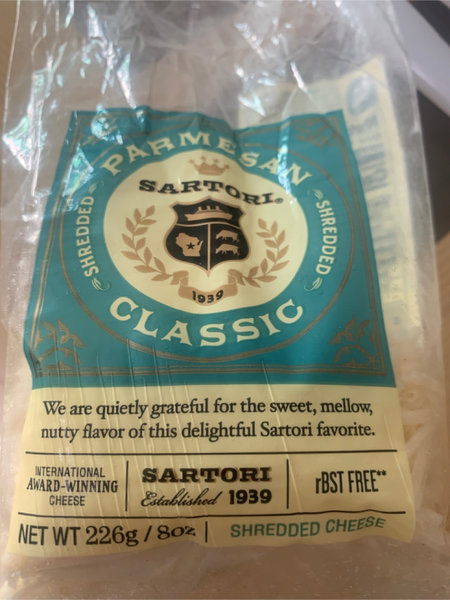 PARMESAN
SARTORI®
SHREDDED
SHREDDED
1939
CLASSIC
We are quietly grateful for the sweet, mellow,
nutty flavor of this delightful Sartori favorite.
INTERNATIONAL
AWARD-WINNING
CHEESE
SARTORI
Established 1939
rBST FREE**
NET WT 226g / 8oz | SHREDDED CHEESE